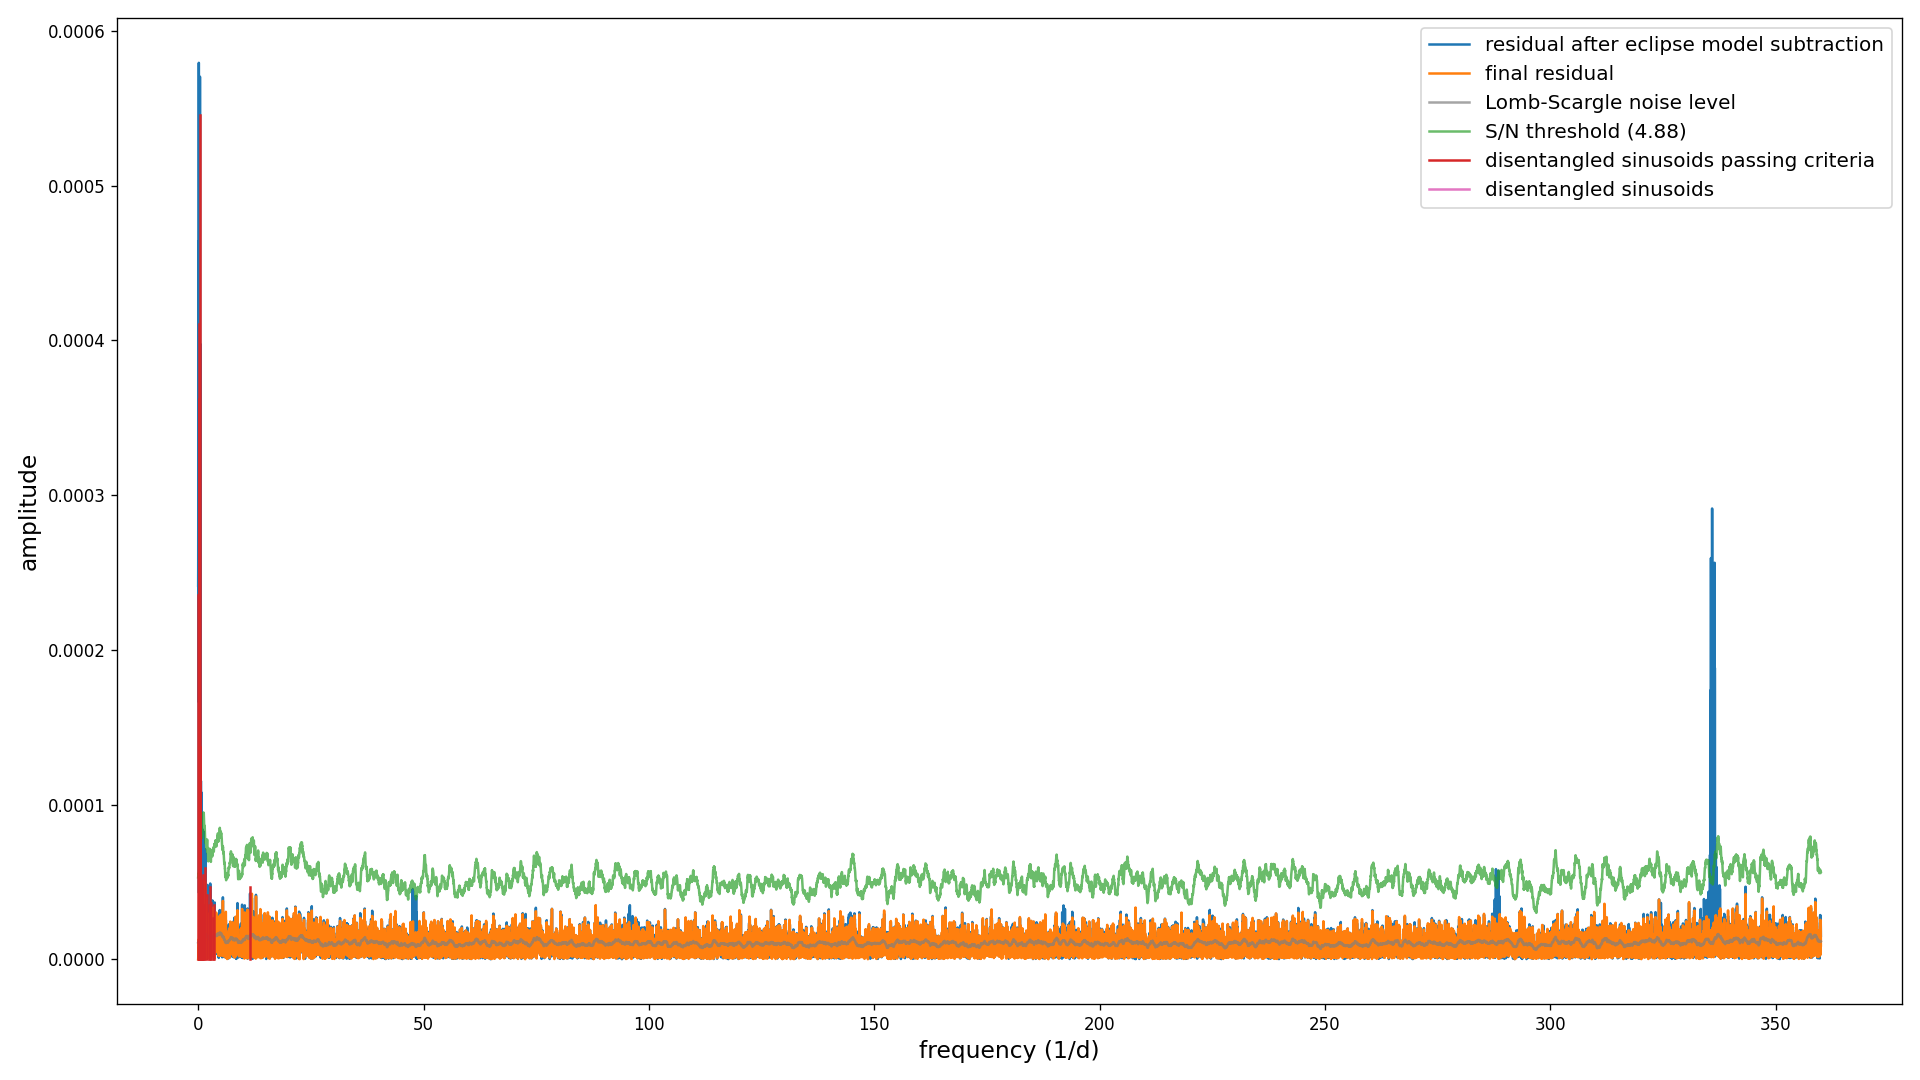 0.0006
0.0005
0.0004
0.0003
0.0002
0.0001
0.0000
amplitude
0 50 100 150 200 250 300 350
frequency (1/d)
residual after eclipse model subtraction
final residual
Lomb-Scargle noise level
S/N threshold (4.88)
disentangled sinusoids passing criteria
disentangled sinusoids